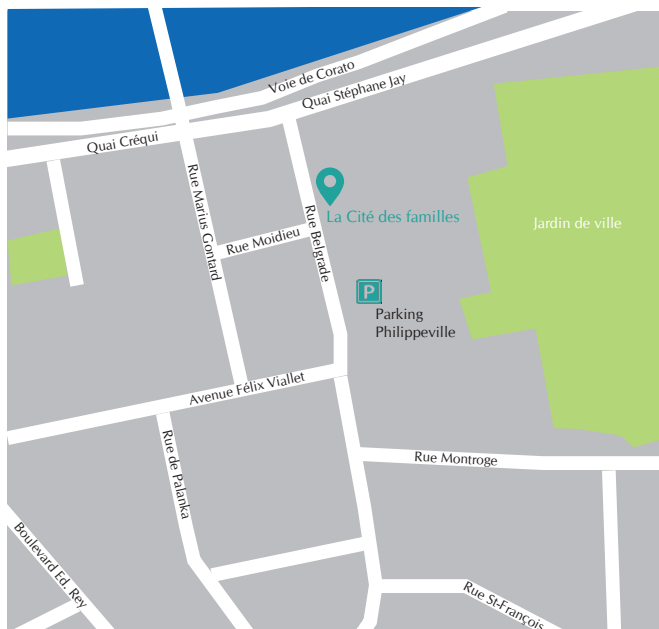 Voie de Corato
Quai Stéphane Jay
Quai Créqui
Rue Marius Gontard
La Cité des familles
Jardin de ville
Rue Moidieu
Rue Belgrade
P
Parking
Philippeville
Avenue Félix Viallet
Rue de Palanka
Rue Montroge
Boulevard Ed. Rey
Rue St-François